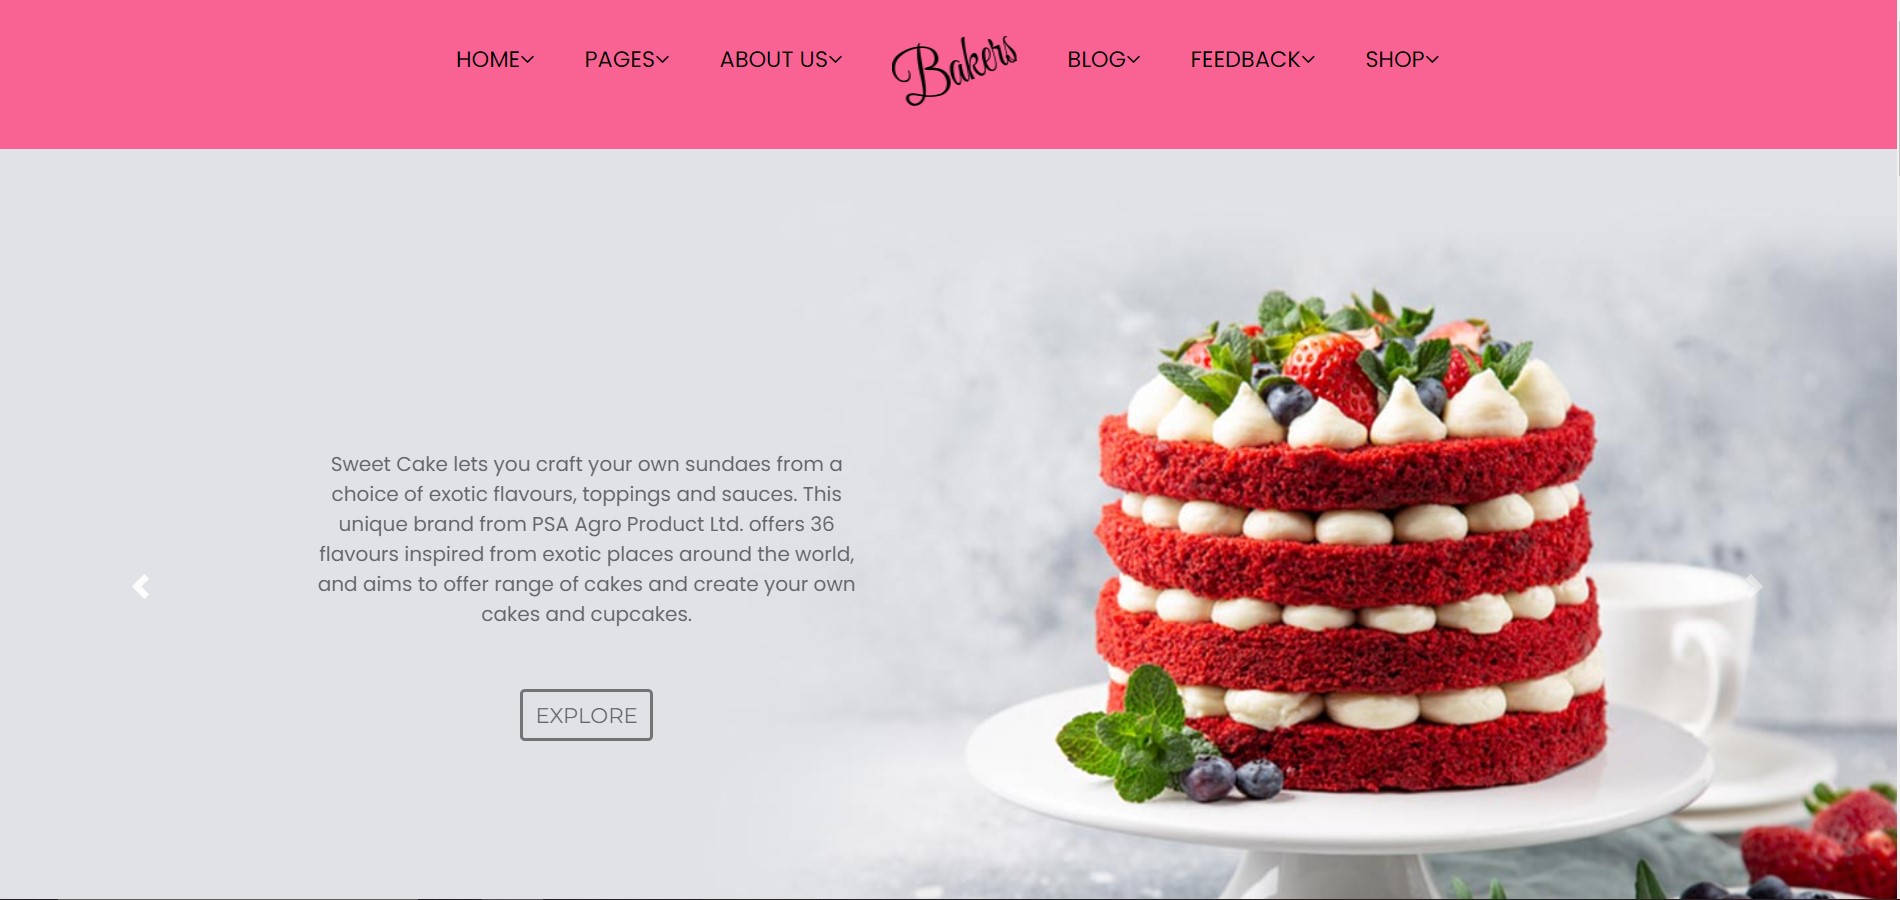 HOME PAGES ABOUT US Bakers BLOG FEEDBACK SHOP
Sweet Cake lets you craft your own sundaes from a
choice of exotic flavours, toppings and sauces. This
unique brand from PSA Agro Product Ltd. offers 36
flavours inspired from exotic places around the world,
and aims to offer range of cakes and create your own
cakes and cupcakes.
EXPLORE